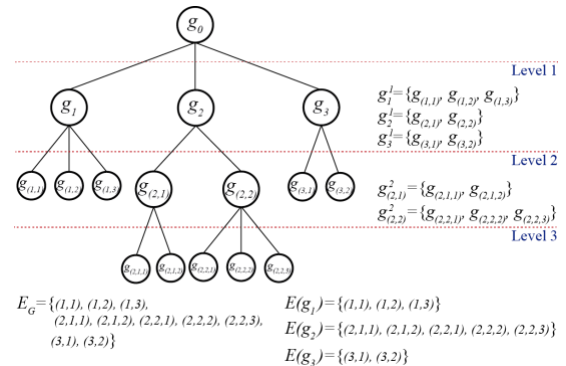 g0
Level 1
g1 g2 g3
g^1_1={g(1,1), g(1,2), g(1,3)}
g^1_2={g(2,1), g(2,2)}
g^1_3={g(3,1), g(3,2)}
Level 2
g(1,1) g(1,2) g(1,3) g(2,1) g(2,2) g(3,1) g(3,2)
g^2_(2,1)={g(2,1,1), g(2,1,2)}
g^2_(2,2)={g(2,2,1), g(2,2,2), g(2,2,3)}
Level 3
g(2,1,1) g(2,1,2) g(2,2,1) g(2,2,2) g(2,2,3)
EG={(1,1), (1,2), (1,3),
(2,1,1), (2,1,2), (2,2,1), (2,2,2), (2,2,3),
(3,1), (3,2)}
E(g1)={(1,1), (1,2), (1,3)}
E(g2)={(2,1,1), (2,1,2), (2,2,1), (2,2,2), (2,2,3)}
E(g3)={(3,1), (3,2)}